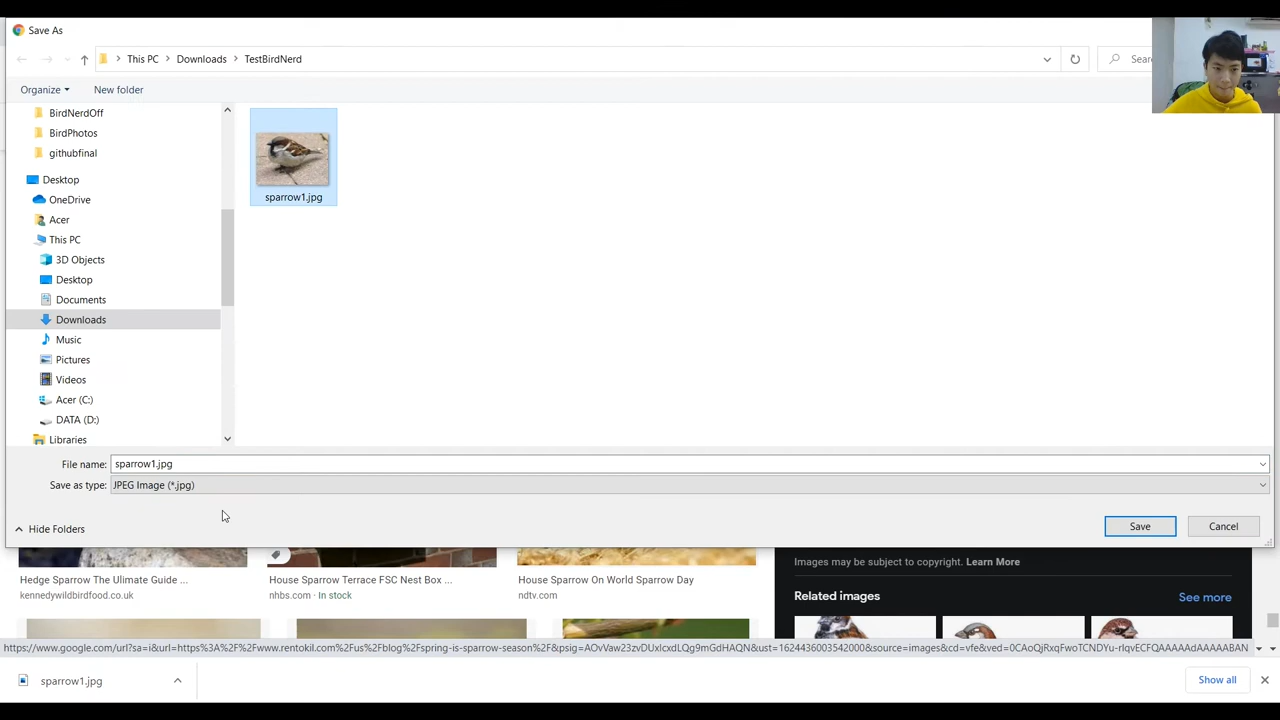 Save As
This PC
Downloads
TestBirdNerd
Sear
Organize
New folder
BirdNerdOff
BirdPhotos
githubfinal
Desktop
OneDrive
Acer
This PC
3D Objects
Desktop
Documents
Downloads
Music
Pictures
Videos
Acer (C:)
DATA (D:)
Libraries
sparrow1.jpg
File name: sparrow1.jpg
Save as type: JPEG Image (*.jpg)
Hide Folders
Save
Cancel
Hedge Sparrow The Ulimate Guide ...
kennedywildbirdfood.co.uk
House Sparrow Terrace FSC Nest Box ...
nhbs.com · In stock
House Sparrow On World Sparrow Day
ndtv.com
Images may be subject to copyright. Learn More
Related images
See more
sparrow1.jpg
Show all